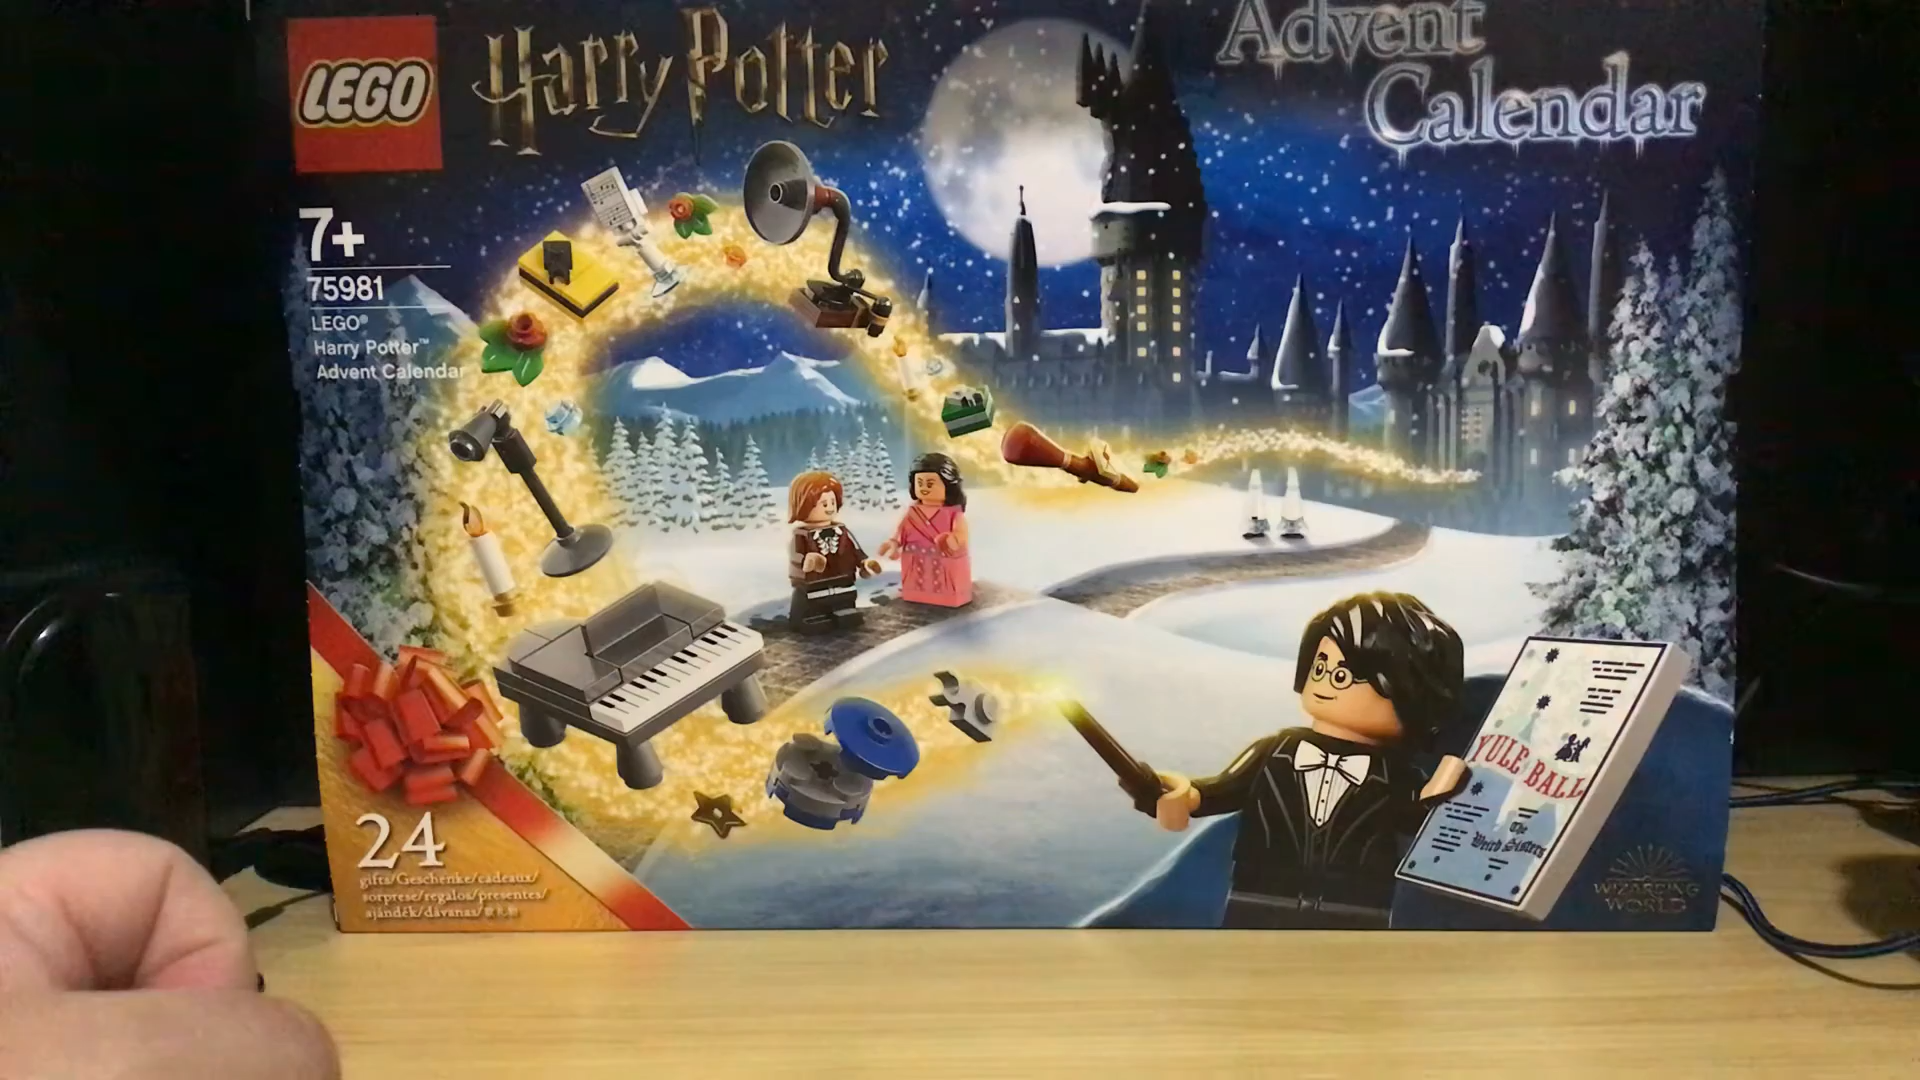 LEGO
Harry Potter
Advent
Calendar
7+
75981
LEGO®
Harry Potter™
Advent Calendar
YULE BALL
The
Weird Sisters
24
gifts/Geschenke/cadeaux/
sorprese/regalos/presentes/
ajándék/dāvanas/
WIZARDING
WORLD